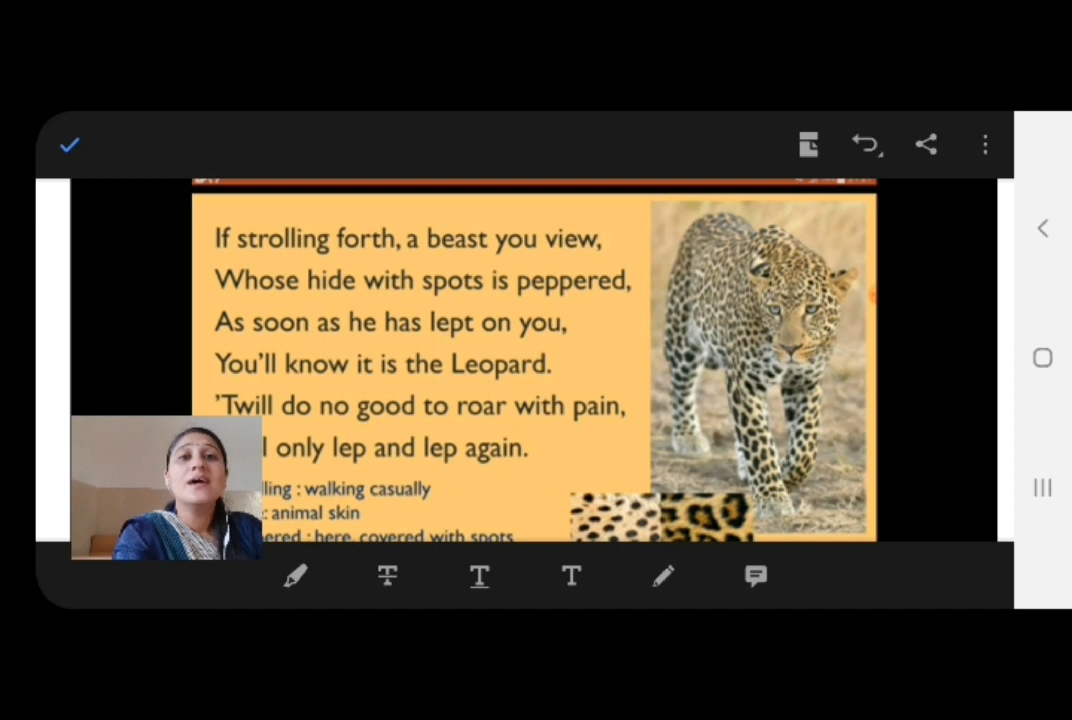 If strolling forth, a beast you view,
Whose hide with spots is peppered,
As soon as he has lept on you,
You'll know it is the Leopard.
'Twill do no good to roar with pain,
only lep and lep again.
: walking casually
: animal skin
: here, covered with spots